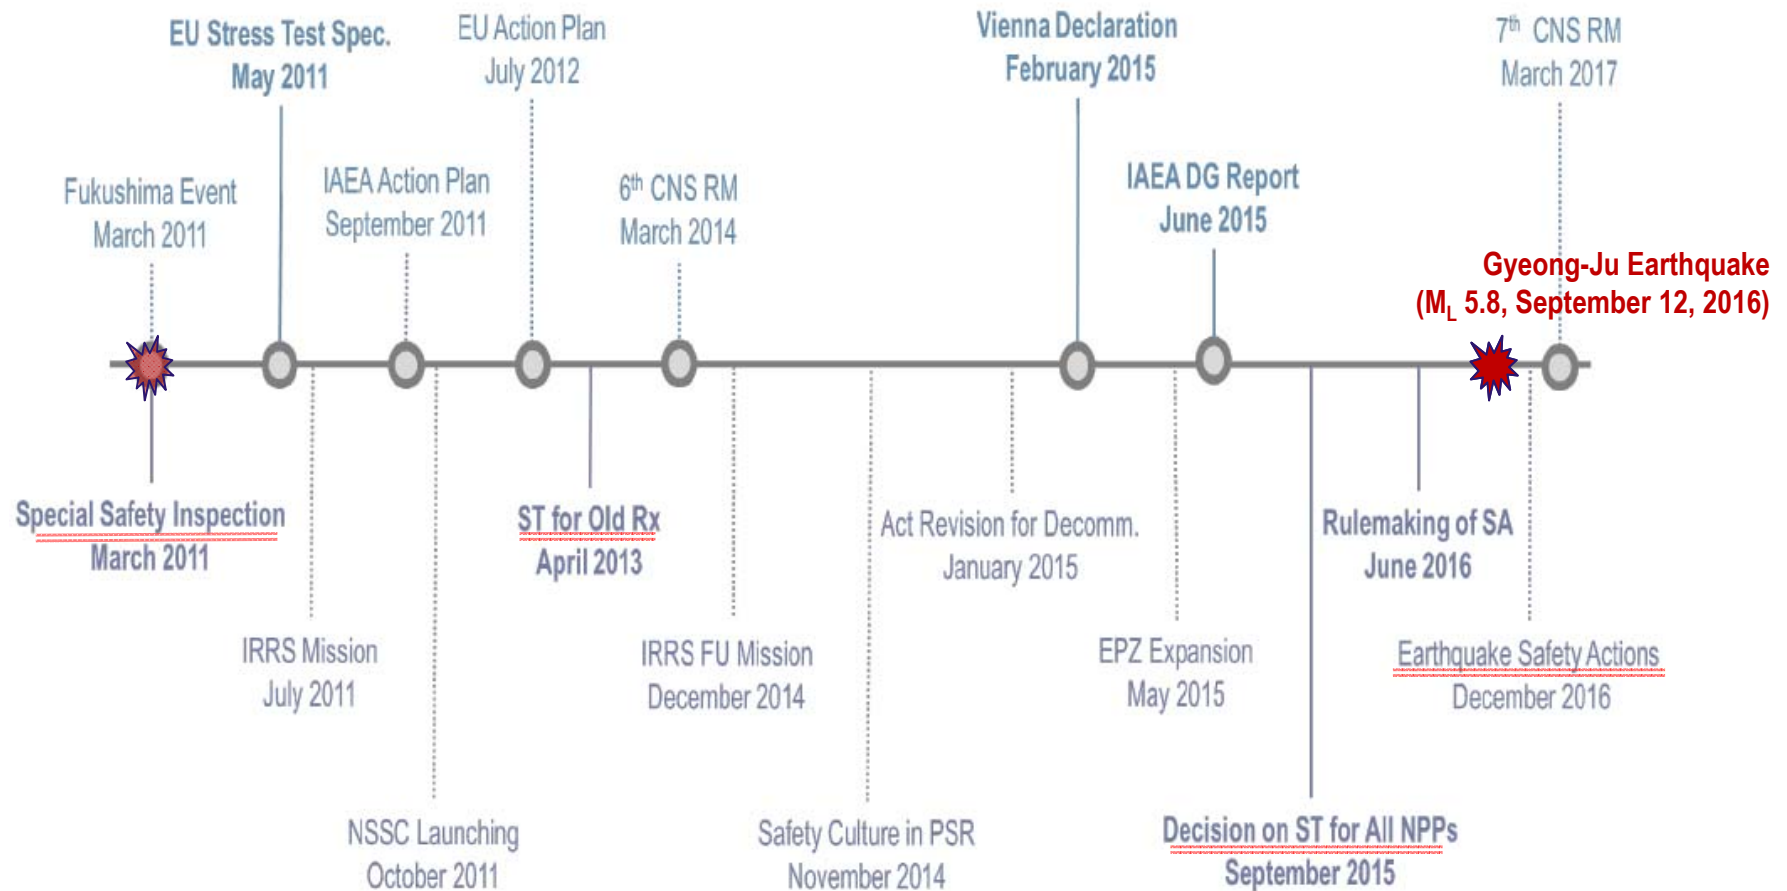 EU Stress Test Spec.
May 2011
EU Action Plan
July 2012
Vienna Declaration
February 2015
7th CNS RM
March 2017
Fukushima Event
March 2011
IAEA Action Plan
September 2011
6th CNS RM
March 2014
IAEA DG Report
June 2015
Gyeong-Ju Earthquake
(ML 5.8, September 12, 2016)
Special Safety Inspection
March 2011
ST for Old Rx
April 2013
Act Revision for Decomm.
January 2015
Rulemaking of SA
June 2016
IRRS Mission
July 2011
IRRS FU Mission
December 2014
EPZ Expansion
May 2015
Earthquake Safety Actions
December 2016
NSSC Launching
October 2011
Safety Culture in PSR
November 2014
Decision on ST for All NPPs
September 2015